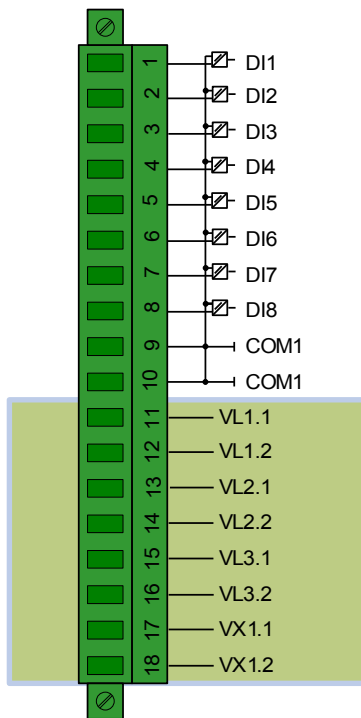 1 DI1
2 DI2
3 DI3
4 DI4
5 DI5
6 DI6
7 DI7
8 DI8
9 COM1
10 COM1
11 VL1.1
12 VL1.2
13 VL2.1
14 VL2.2
15 VL3.1
16 VL3.2
17 VX1.1
18 VX1.2